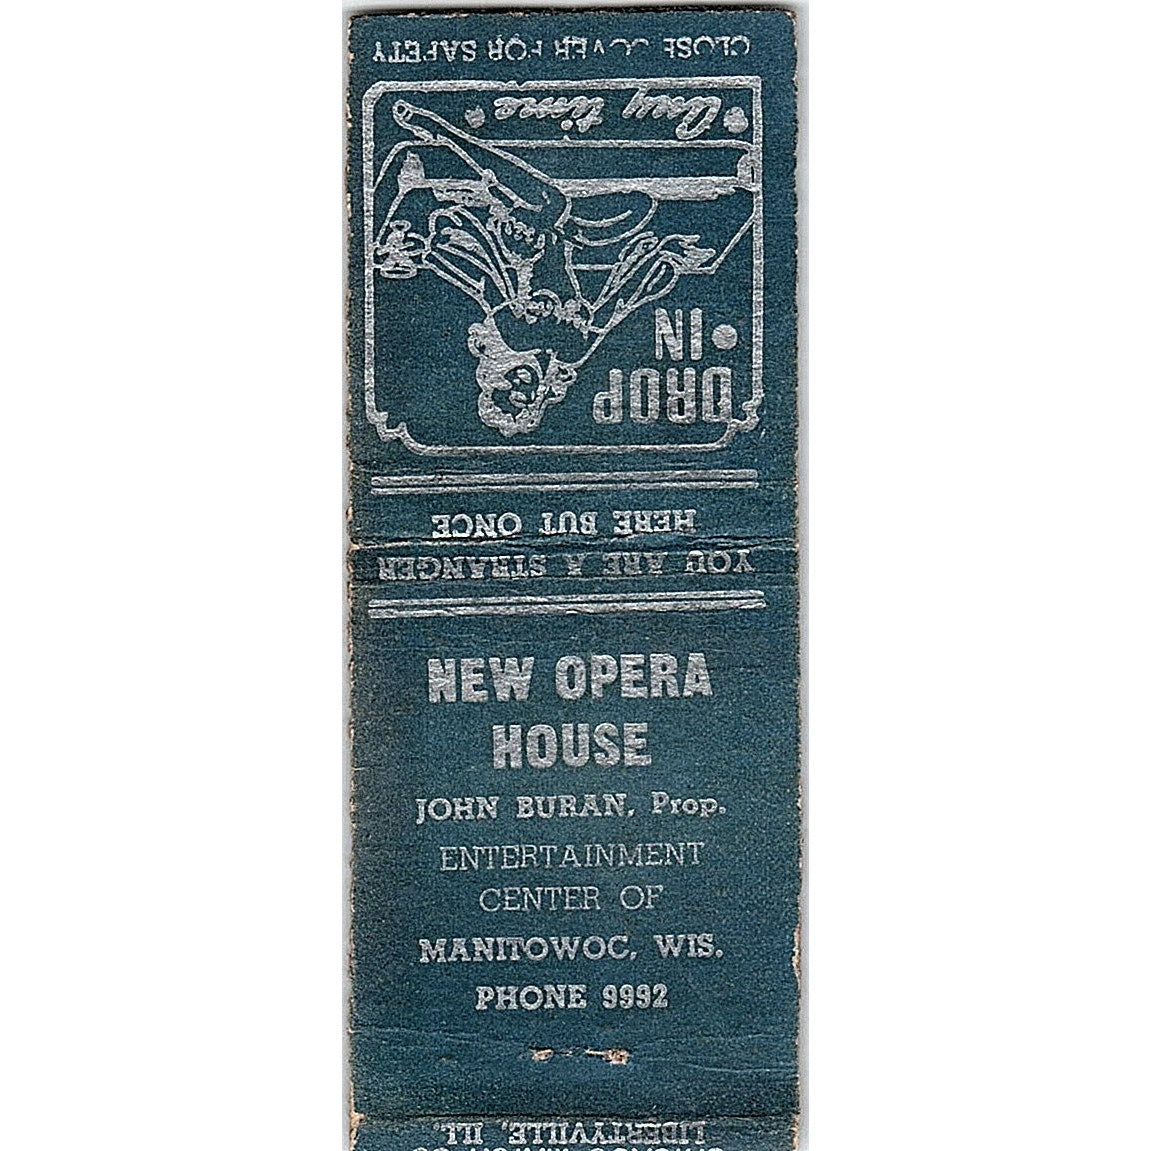 CLOSE COVER FOR SAFETY
DROP
IN
Any time
YOU ARE A STRANGER
HERE BUT ONCE
NEW OPERA
HOUSE
JOHN BURAN, Prop.
ENTERTAINMENT
CENTER OF
MANITOWOC, WIS.
PHONE 9992
LIBERTYVILLE, ILL.